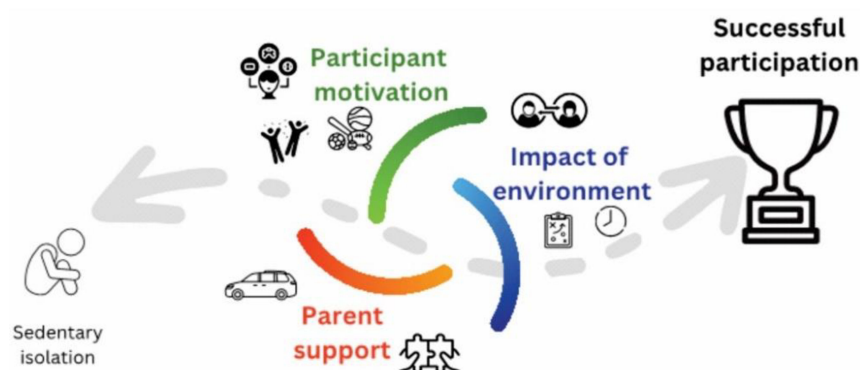 Successful
participation
Participant
motivation
Impact of
environment
Parent
support
Sedentary
isolation